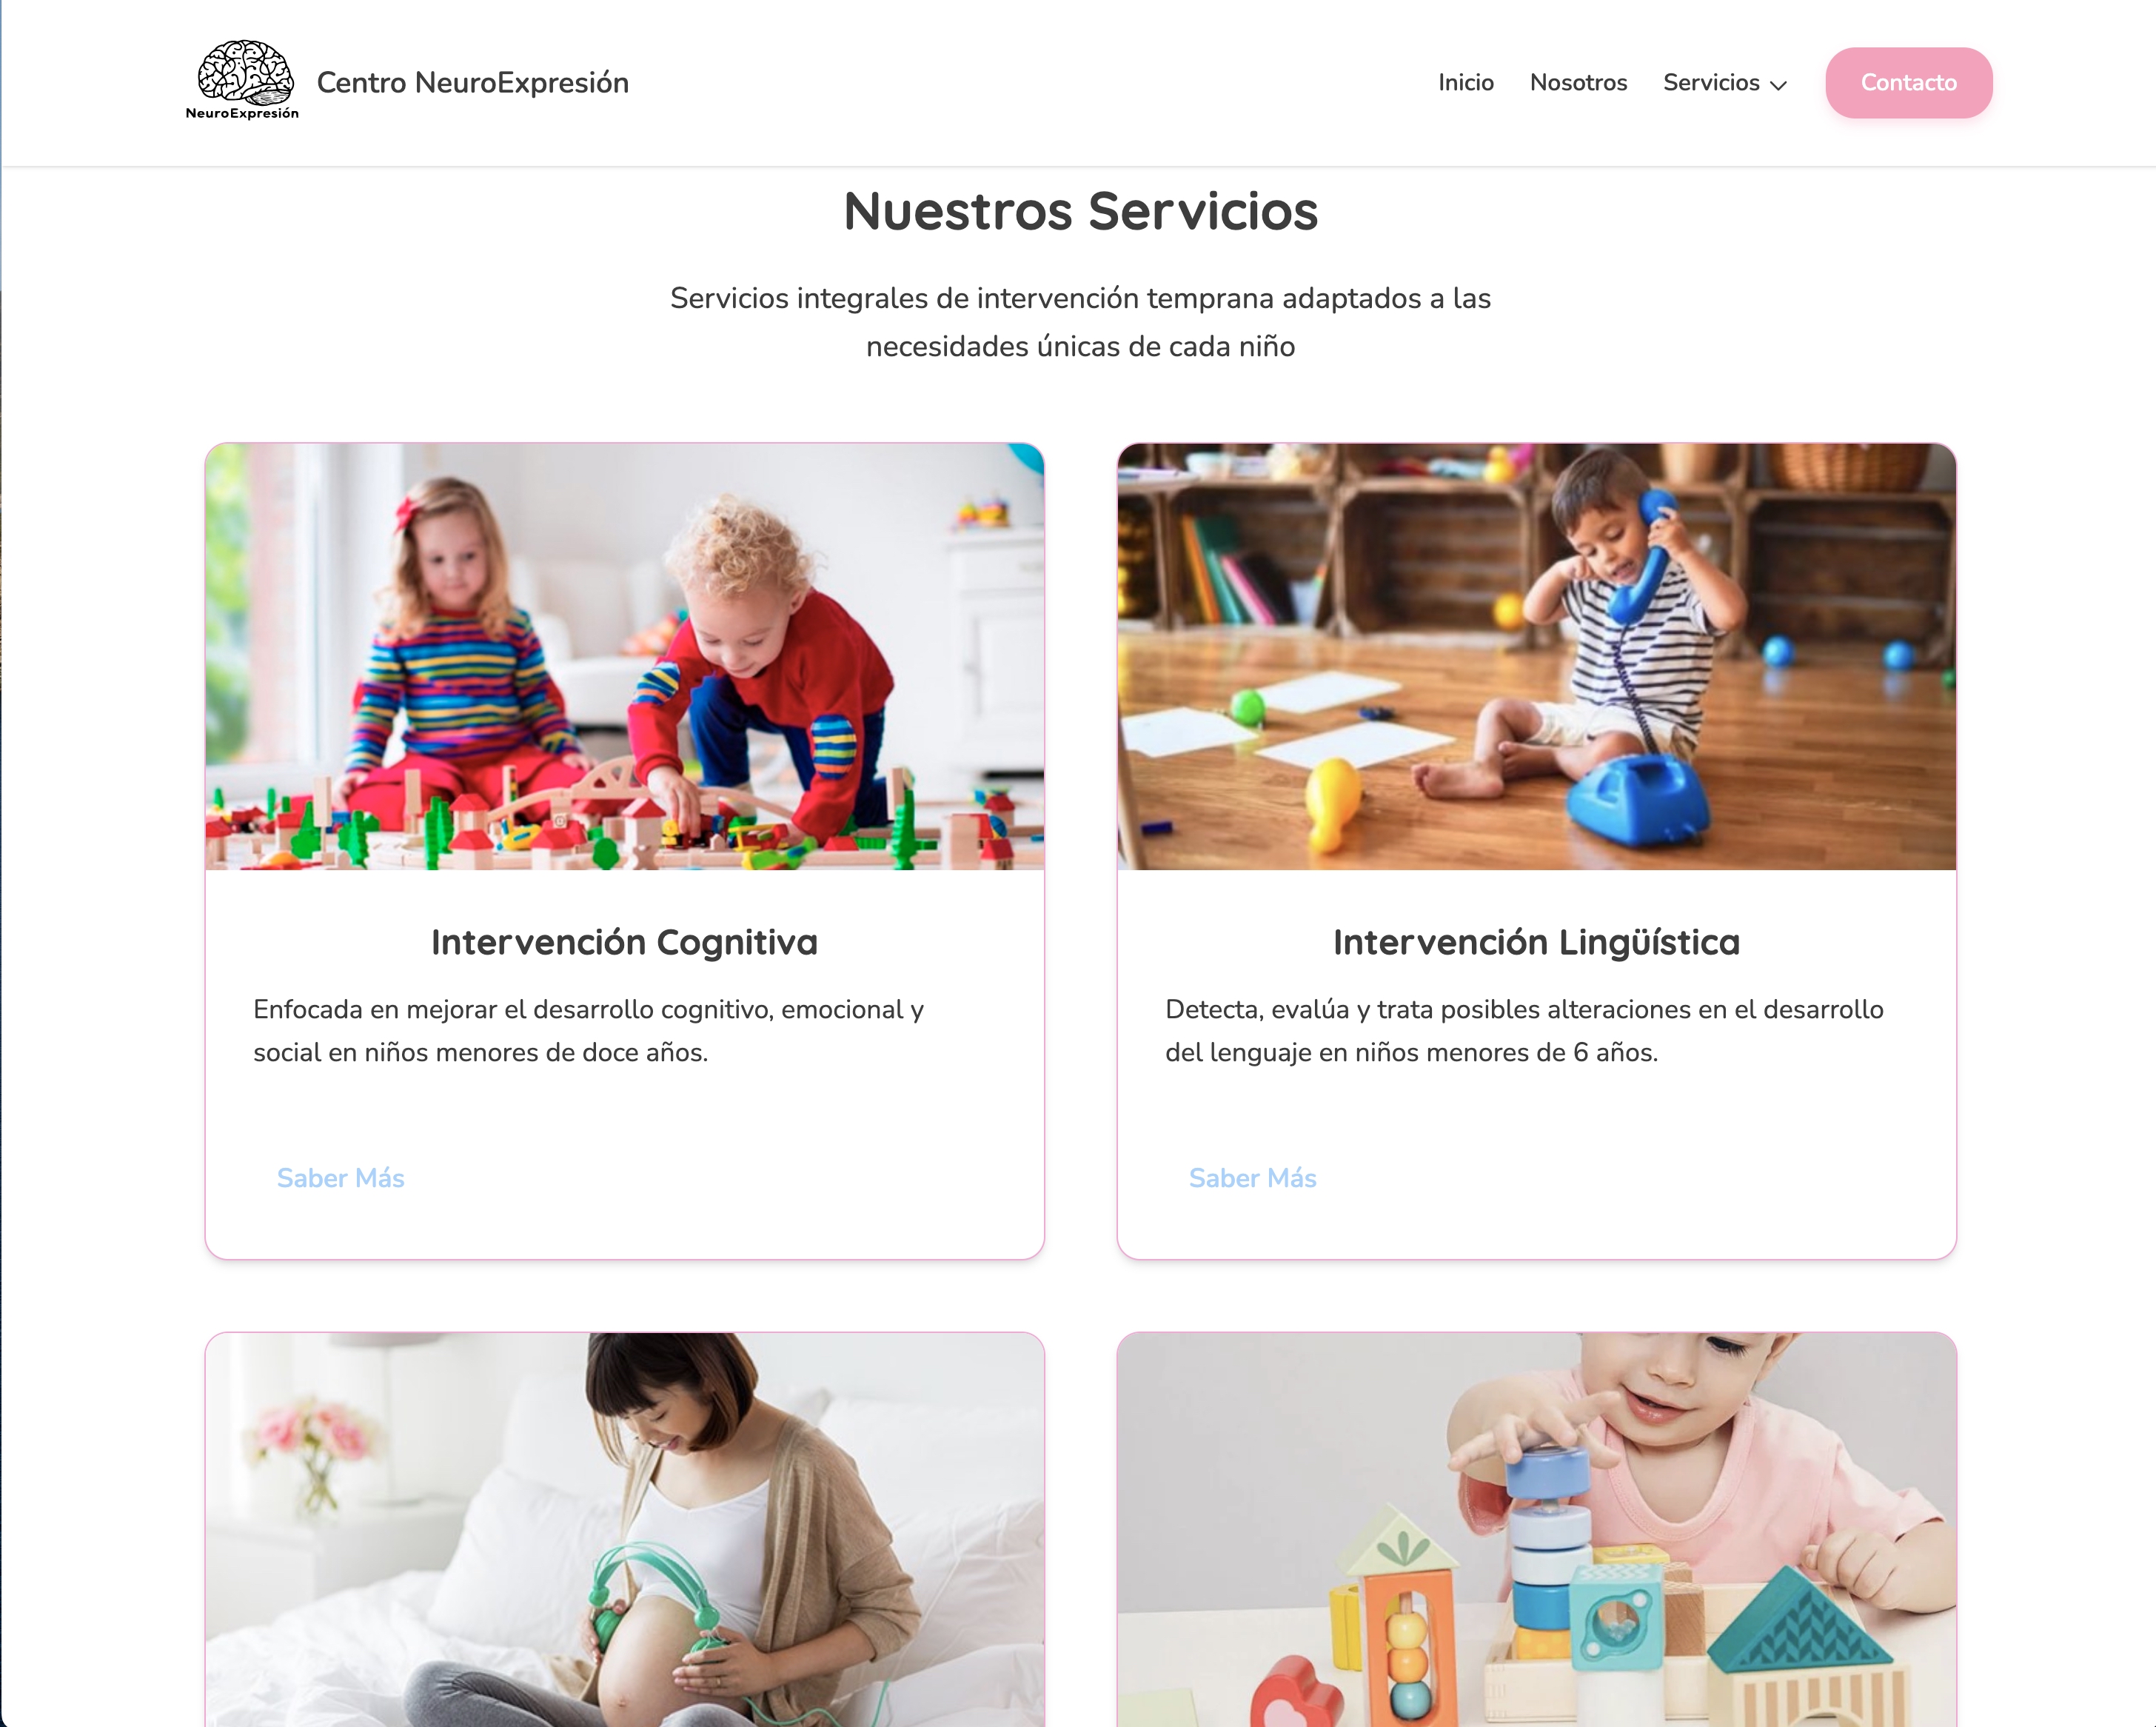 NeuroExpresión
Centro NeuroExpresión
Inicio
Nosotros
Servicios
Contacto
Nuestros Servicios
Servicios integrales de intervención temprana adaptados a las
necesidades únicas de cada niño
Intervención Cognitiva
Enfocada en mejorar el desarrollo cognitivo, emocional y
social en niños menores de doce años.
Saber Más
Intervención Lingüística
Detecta, evalúa y trata posibles alteraciones en el desarrollo
del lenguaje en niños menores de 6 años.
Saber Más